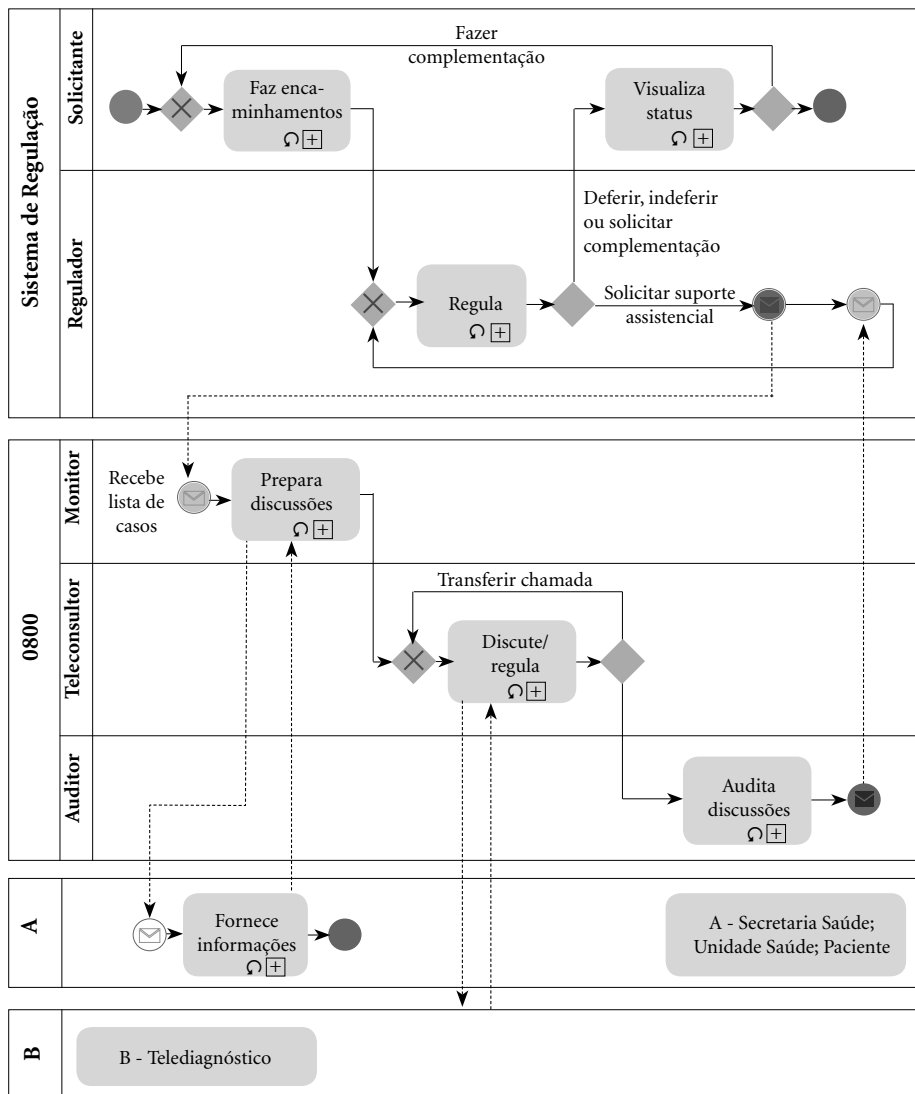 Sistema de Regulação
Solicitante
Fazer
complementação
Faz enca-
minhamentos
Visualiza
status
Regulador
Deferir, indeferir
ou solicitar
complementação
Regula
Solicitar suporte
assistencial
0800
Monitor
Recebe
lista de
casos
Prepara
discussões
Teleconsultor
Transferir chamada
Discute/
regula
Auditor
Audita
discussões
A
Fornece
informações
A - Secretaria Saúde;
Unidade Saúde; Paciente
B
B - Telediagnóstico